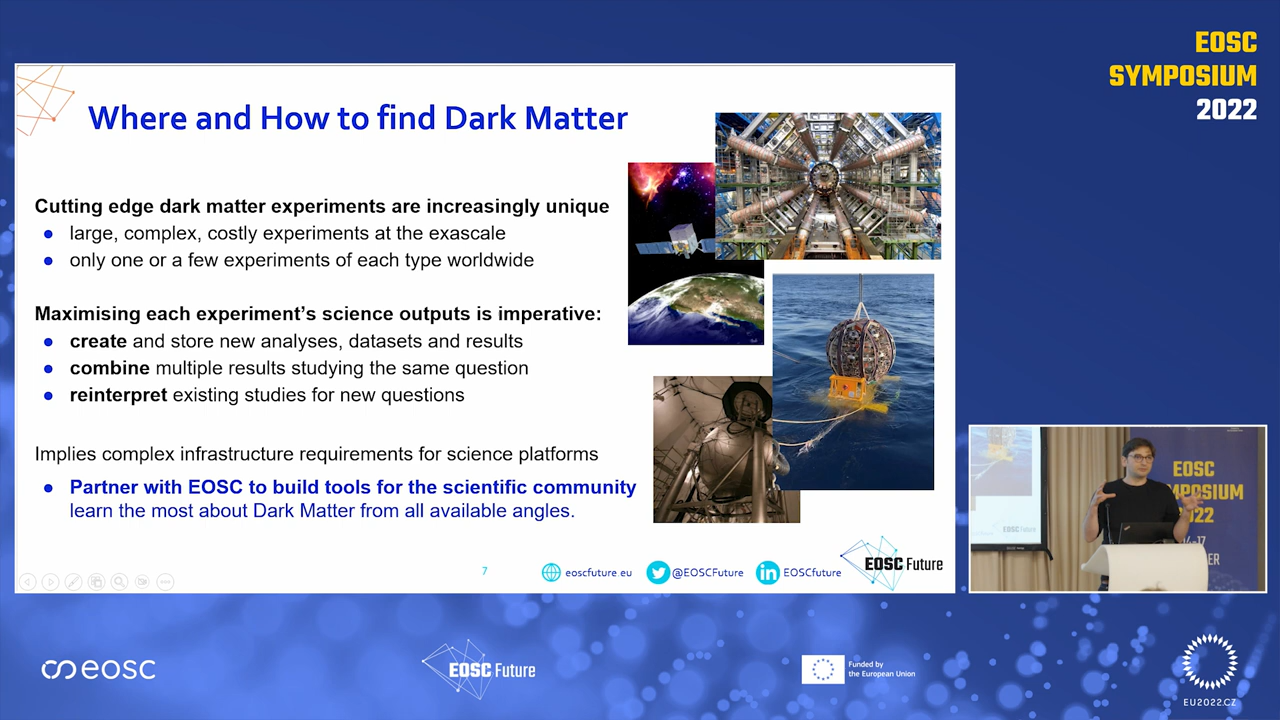 EOSC
SYMPOSIUM
2022
Where and How to find Dark Matter
Cutting edge dark matter experiments are increasingly unique
large, complex, costly experiments at the exascale
only one or a few experiments of each type worldwide
Maximising each experiment's science outputs is imperative:
create and store new analyses, datasets and results
combine multiple results studying the same question
reinterpret existing studies for new questions
Implies complex infrastructure requirements for science platforms
Partner with EOSC to build tools for the scientific community
learn the most about Dark Matter from all available angles.
7
eoscfuture.eu
@EOSCFuture
EOSCfuture
EOSC Future
EOSC
MPOSIUM
022
EOSC Future
eosc
EOSC Future
Funded by
the European Union
EU2022.CZ